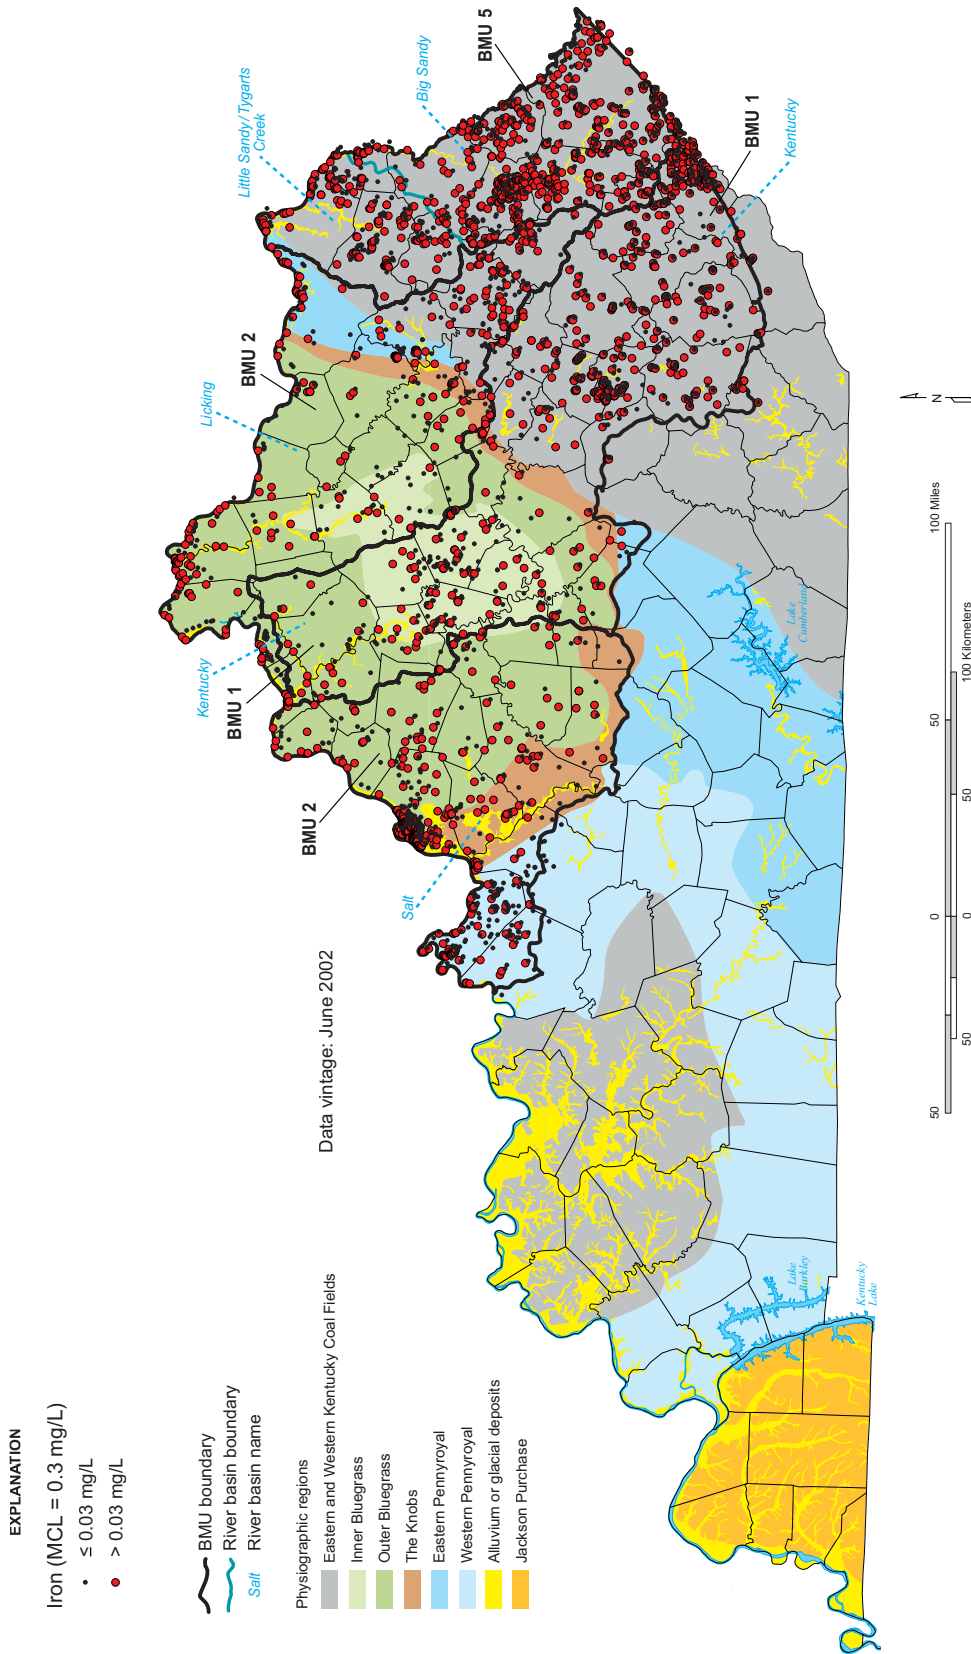 EXPLANATION
Iron (MCL = 0.3 mg/L)
≤ 0.03 mg/L
> 0.03 mg/L
BMU boundary
River basin boundary
Salt River basin name
Physiographic regions
Eastern and Western Kentucky Coal Fields
Inner Bluegrass
Outer Bluegrass
The Knobs
Eastern Pennyroyal
Western Pennyroyal
Alluvium or glacial deposits
Jackson Purchase
Data vintage: June 2002
Salt
BMU 2
BMU 1
Kentucky
Licking
BMU 2
Little Sandy/Tygarts
Creek
Big Sandy
BMU 5
BMU 1
Kentucky
Lake
Cumberland
Lake
Barkley
Kentucky
Lake
N
50 0 50 100 Miles
50 0 50 100 Kilometers